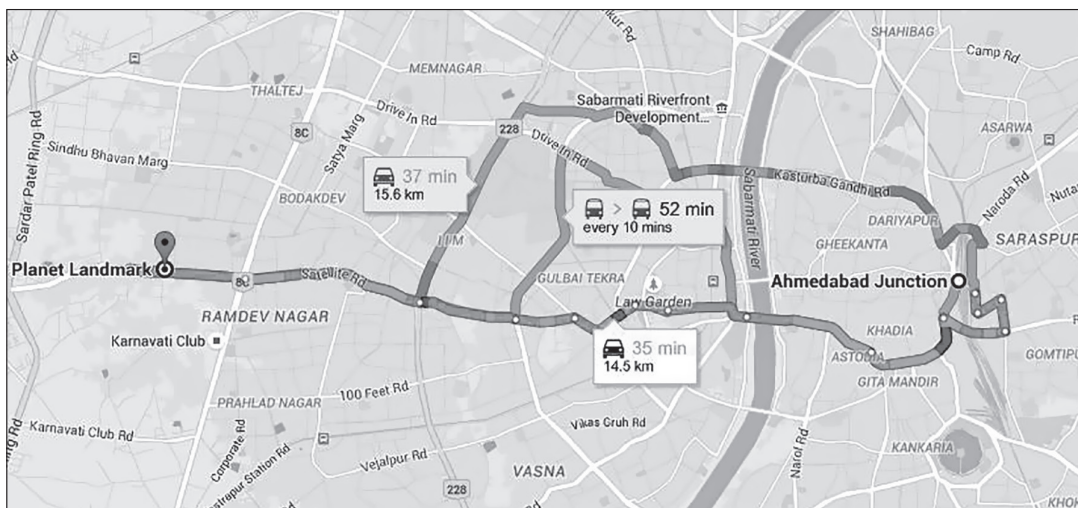 SHAHIBAG
Camp Rd
MEMNAGAR
THALTEJ
Drive In Rd
Sabarmati Riverfront
Development...
8C
228
Drive In Rd
ASARWA
Sardar Patel Ring Rd
Sindhu Bhavan Marg
Satya Marg
37 min
15.6 km
Kasturba Gandhi Rd
Naroda Rd
BODAKDEV
52 min
every 10 mins
Sabarmati River
DARIYAPUR
SARASPUR
IIM
GHEEKANTA
Planet Landmark
8C
Satellite Rd
GULBAI TEKRA
Ahmedabad Junction
Law Garden
RAMDEV NAGAR
KHADIA
Karnavati Club
35 min
14.5 km
ASTODIA
GOMTIPU
GITA MANDIR
100 Feet Rd
PRAHLAD NAGAR
Karnavati Club Rd
Corporate Rd
Vikas Gruh Rd
Narol Rd
KANKARIA
Vejalpur Rd
VASNA
228
KHOK